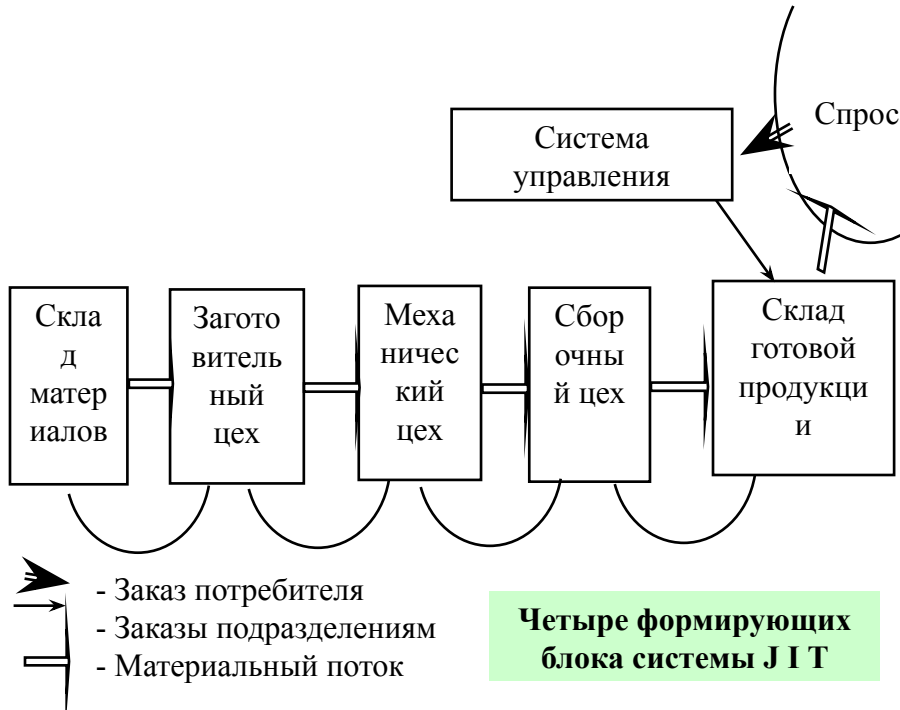 Спрос
Система
управления
Скла
д
матер
иалов
Загото
витель
ный
цех
Меха
ничес
кий
цех
Сбор
очны
й цех
Склад
готовой
продукци
и
- Заказ потребителя
- Заказы подразделениям
- Материальный поток
Четыре формирующих
блока системы J I T